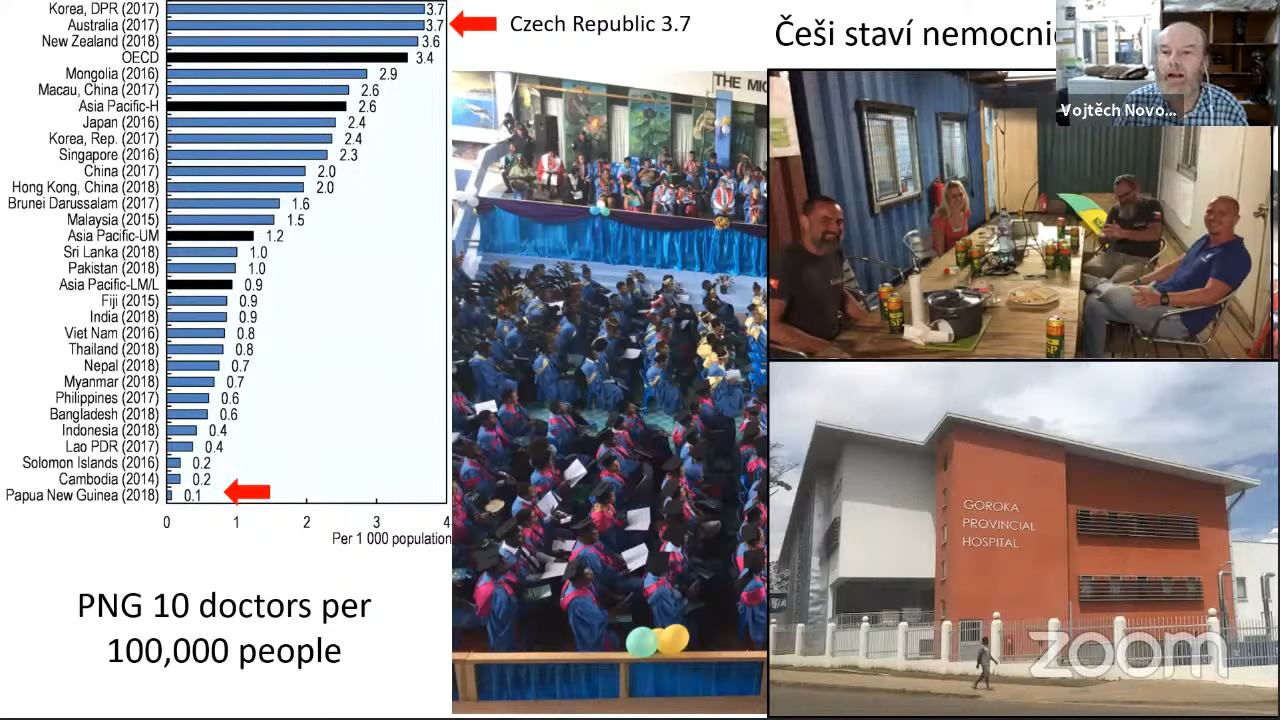 Korea, DPR (2017) 3.7
Australia (2017) 3.7
New Zealand (2018) 3.6
OECD 3.4
Mongolia (2016) 2.9
Macau, China (2017) 2.6
Asia Pacific-H 2.6
Japan (2016) 2.4
Korea, Rep. (2017) 2.4
Singapore (2016) 2.3
China (2017) 2.0
Hong Kong, China (2018) 2.0
Brunei Darussalam (2017) 1.6
Malaysia (2015) 1.5
Asia Pacific-UM 1.2
Sri Lanka (2018) 1.0
Pakistan (2018) 1.0
Asia Pacific-LM/L 0.9
Fiji (2015) 0.9
India (2018) 0.9
Viet Nam (2016) 0.8
Thailand (2018) 0.8
Nepal (2018) 0.7
Myanmar (2018) 0.7
Philippines (2017) 0.6
Bangladesh (2018) 0.6
Indonesia (2018) 0.4
Lao PDR (2017) 0.4
Solomon Islands (2016) 0.2
Cambodia (2014) 0.2
Papua New Guinea (2018) 0.1
0 1 2 3 4
Per 1 000 population
PNG 10 doctors per
100,000 people
Czech Republic 3.7
THE MIC
Češi staví nemocni
Vojtěch Novo...
SP
SP
GOROKA
PROVINCIAL
HOSPITAL
zoom